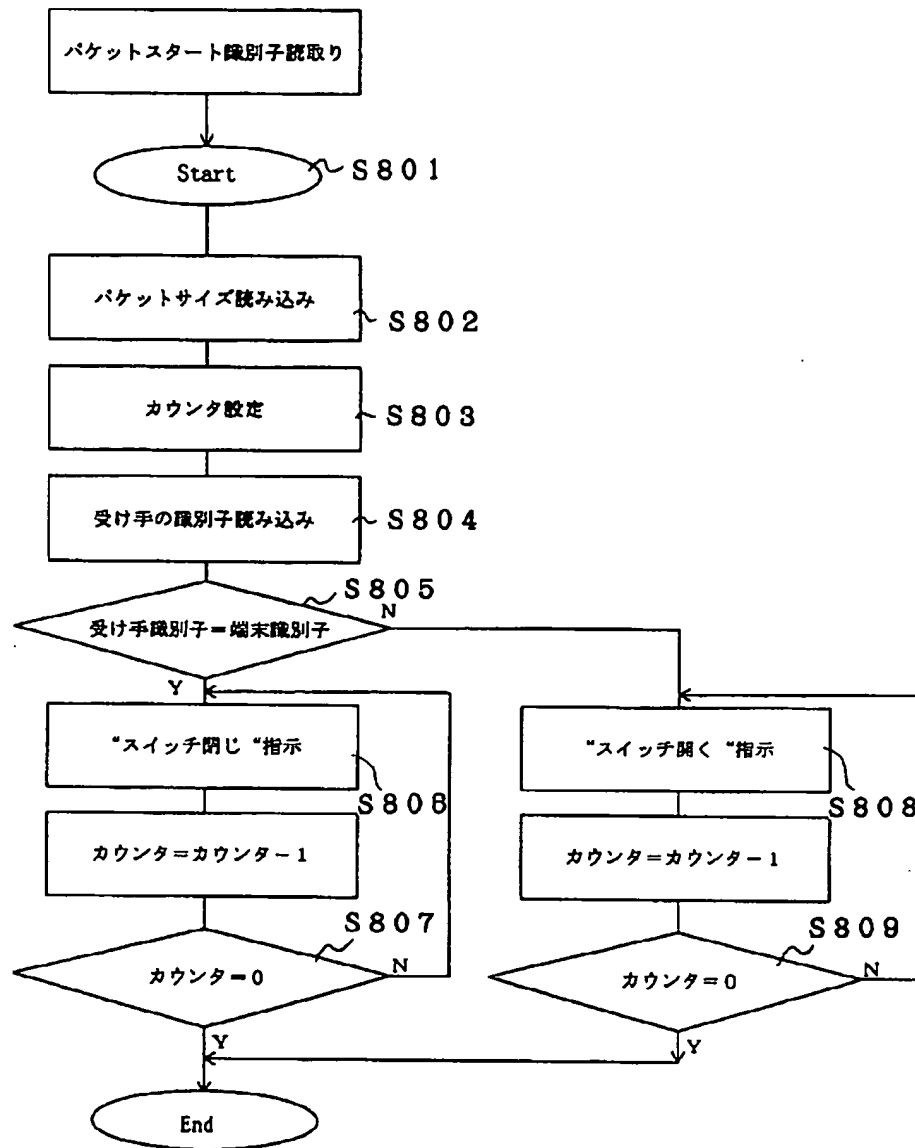 パケットスタート識別子読取り
Start
S801
パケットサイズ読み込み
S802
カウンタ設定
S803
受け手の識別子読み込み
S804
S805
受け手識別子＝端末識別子
N
Y
“スイッチ閉じ“指示
S808
カウンタ＝カウンター１
S807
カウンタ＝０
N
Y
“スイッチ開く“指示
S808
カウンタ＝カウンター１
S809
カウンタ＝０
N
Y
End